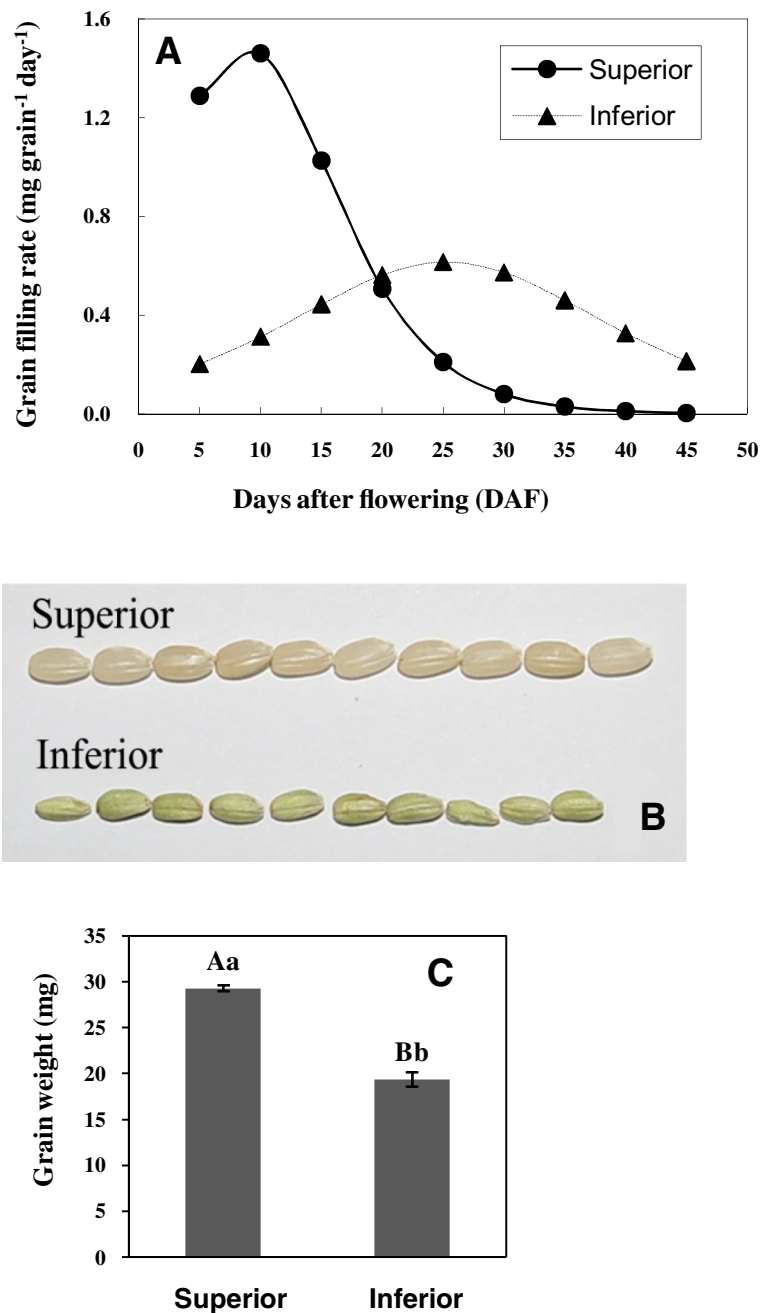 A
Superior
Inferior
Grain filling rate (mg grain⁻¹ day⁻¹)
1.6
1.2
0.8
0.4
0.0
0 5 10 15 20 25 30 35 40 45 50
Days after flowering (DAF)
Superior
Inferior
B
C
Grain weight (mg)
35
30
25
20
15
10
5
0
Aa
Bb
Superior Inferior